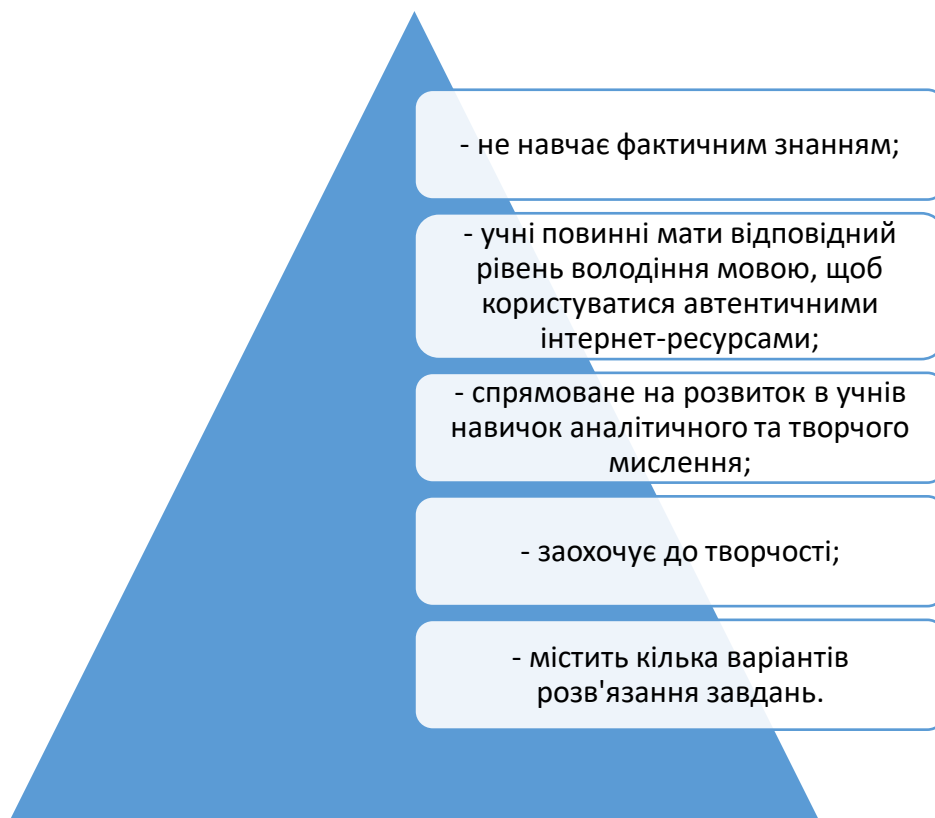 - не навчає фактичним знанням;
- учні повинні мати відповідний
рівень володіння мовою, щоб
користуватися автентичними
інтернет-ресурсами;
- спрямоване на розвиток в учнів
навичок аналітичного та творчого
мислення;
- заохочує до творчості;
- містить кілька варіантів
розв'язання завдань.